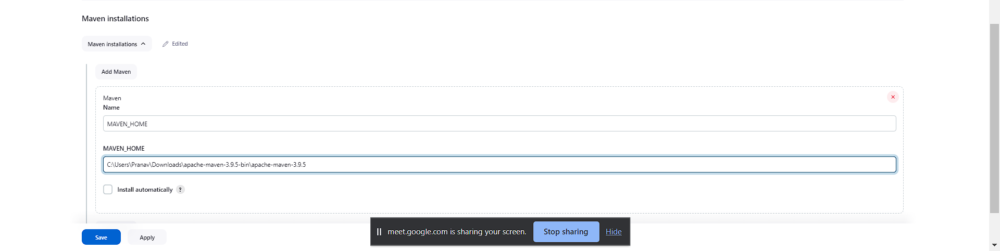 Maven installations
Maven installations
Edited
Add Maven
Maven
Name
MAVEN_HOME
MAVEN_HOME
C:\Users\Pranav\Downloads\apache-maven-3.9.5-bin\apache-maven-3.9.5
Install automatically ?
Save Apply
meet.google.com is sharing your screen. Stop sharing Hide